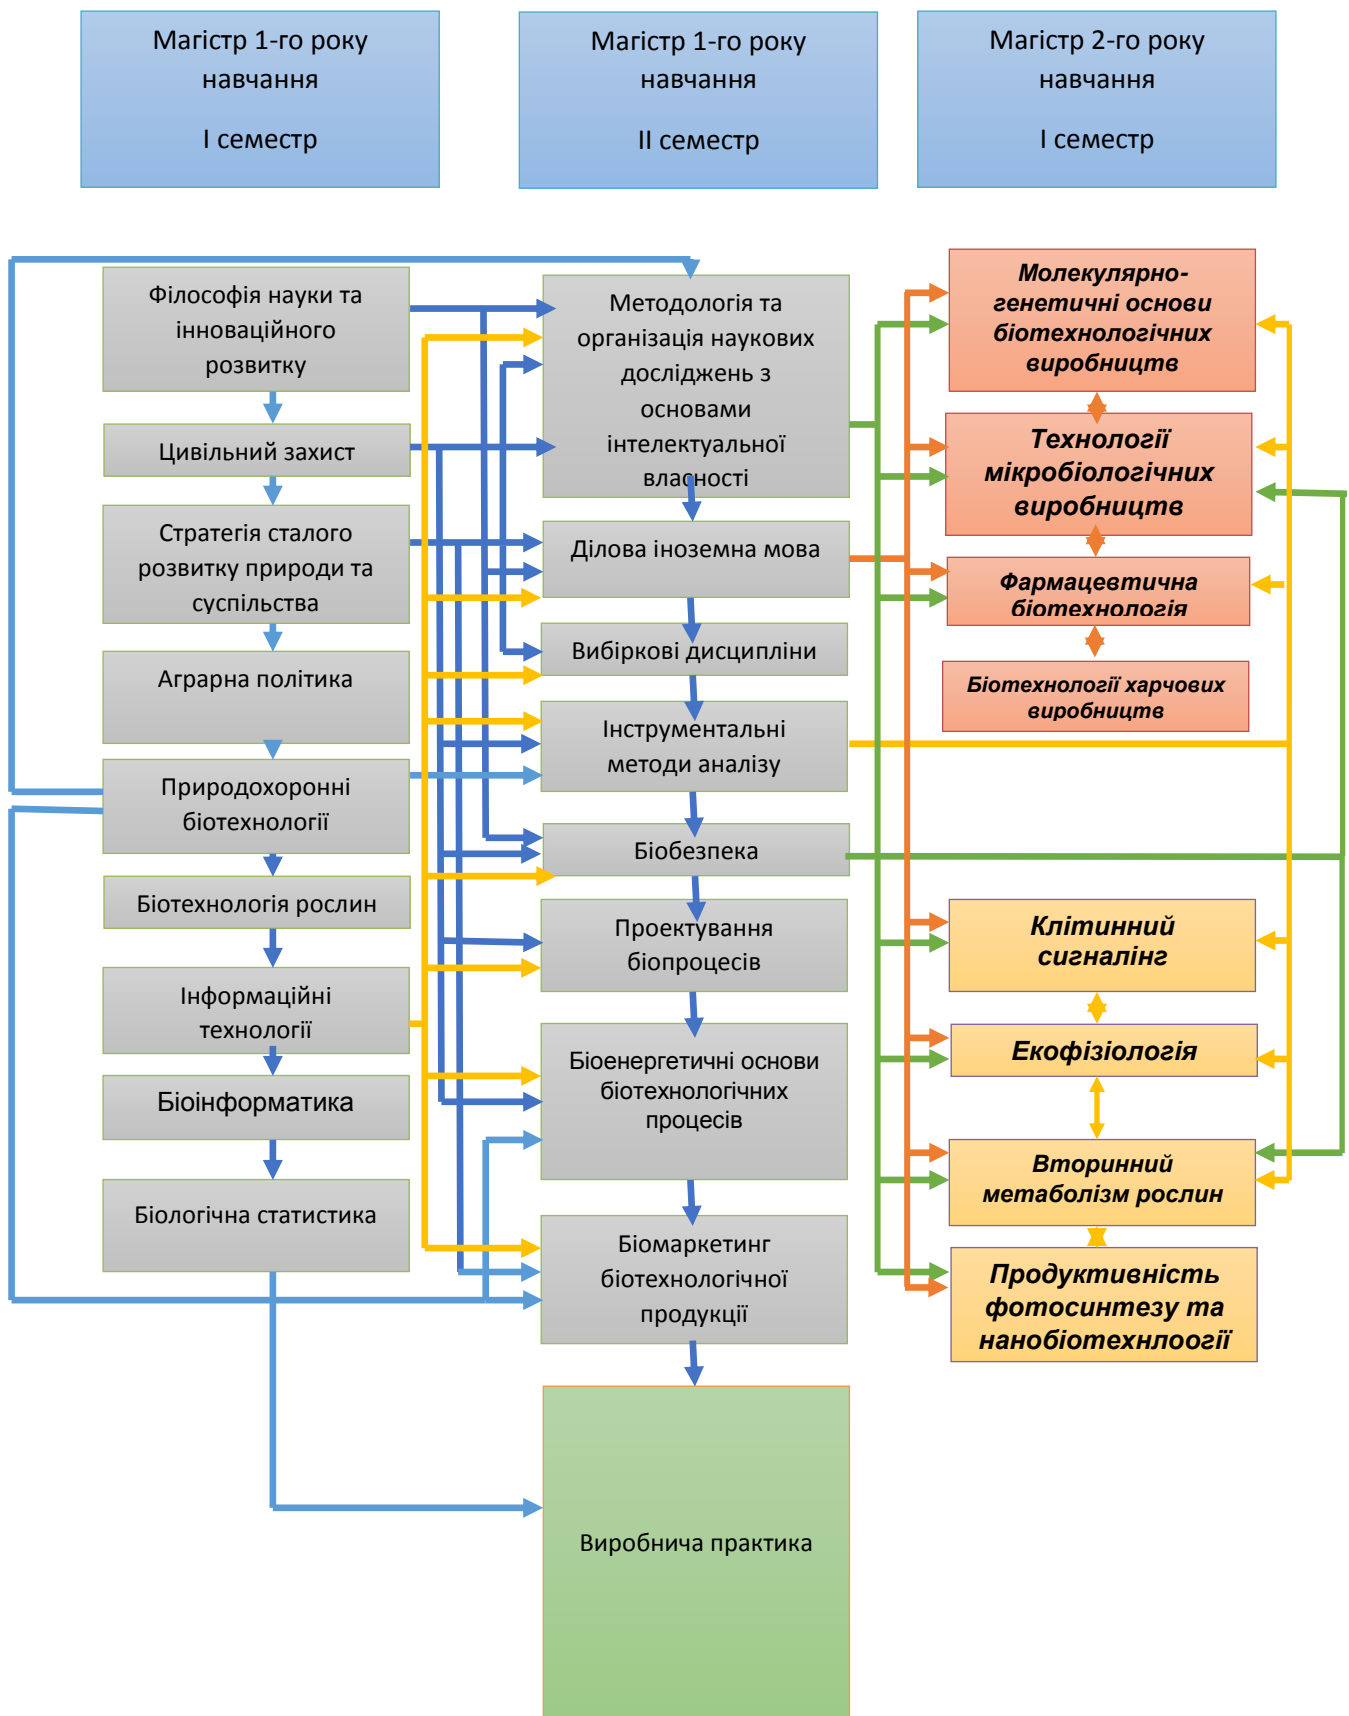 Магістр 1-го року
навчання
І семестр
Магістр 1-го року
навчання
ІІ семестр
Магістр 2-го року
навчання
І семестр
Філософія науки та
інноваційного
розвитку
Цивільний захист
Стратегія сталого
розвитку природи та
суспільства
Аграрна політика
Природохоронні
біотехнології
Біотехнологія рослин
Інформаційні
технології
Біоінформатика
Біологічна статистика
Методологія та
організація наукових
досліджень з
основами
інтелектуальної
власності
Ділова іноземна мова
Вибіркові дисципліни
Інструментальні
методи аналізу
Біобезпека
Проектування
біопроцесів
Біоенергетичні основи
біотехнологічних
процесів
Біомаркетинг
біотехнологічної
продукції
Виробнича практика
Молекулярно-
генетичні основи
біотехнологічних
виробництв
Технології
мікробіологічних
виробництв
Фармацевтична
біотехнологія
Біотехнології харчових
виробництв
Клітинний
сигналінг
Екофізіологія
Вторинний
метаболізм рослин
Продуктивність
фотосинтезу та
нанобіотехнлоогії